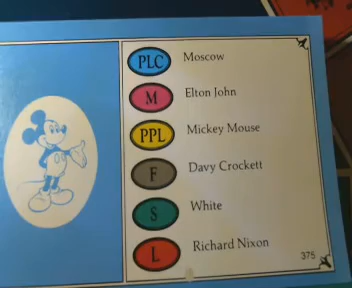 PLC Moscow
M Elton John
PPL Mickey Mouse
F Davy Crockett
S White
L Richard Nixon
375